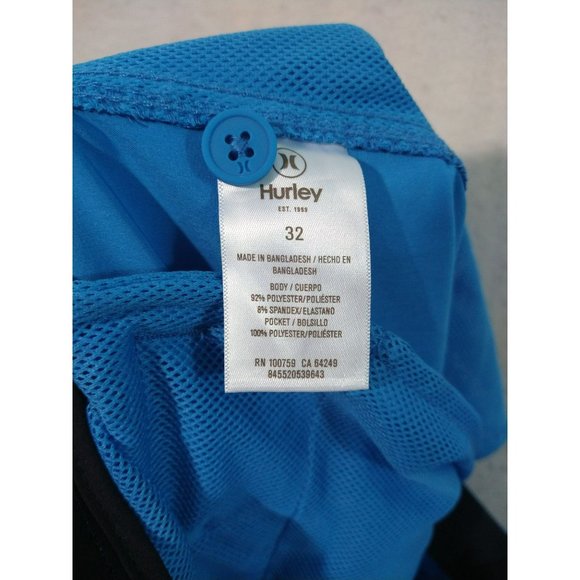 Hurley
EST. 1999
32
MADE IN BANGLADESH / HECHO EN
BANGLADESH
BODY / CUERPO
92% POLYESTER/POLIÉSTER
8% SPANDEX/ELASTANO
POCKET / BOLSILLO
100% POLYESTER/POLIÉSTER
RN 100759 CA 64249
845520539643